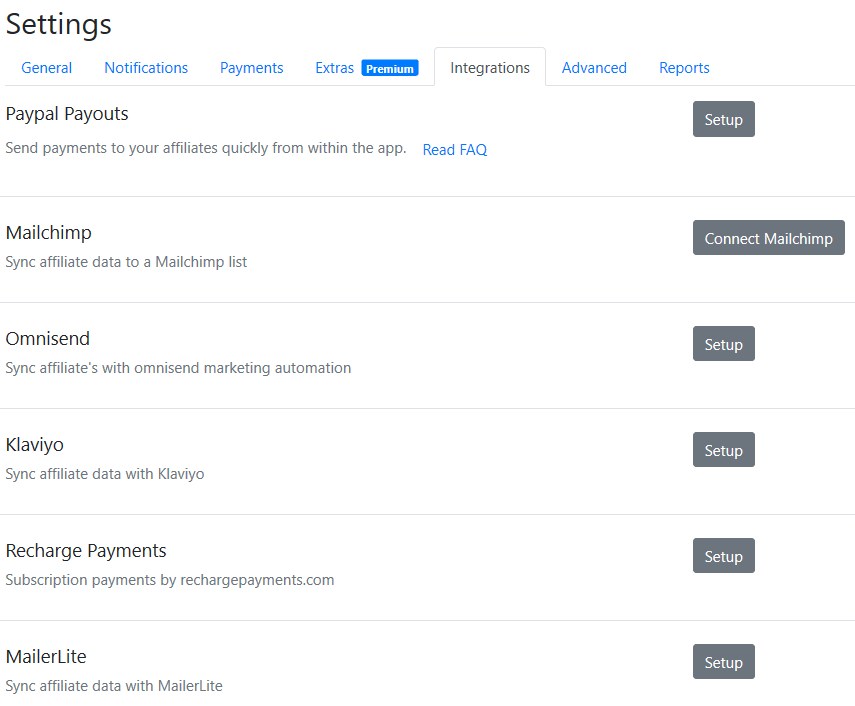 Settings
General Notifications Payments Extras Premium Integrations Advanced Reports
Paypal Payouts Setup
Send payments to your affiliates quickly from within the app. Read FAQ
Mailchimp Connect Mailchimp
Sync affiliate data to a Mailchimp list
Omnisend Setup
Sync affiliate's with omnisend marketing automation
Klaviyo Setup
Sync affiliate data with Klaviyo
Recharge Payments Setup
Subscription payments by rechargepayments.com
MailerLite Setup
Sync affiliate data with MailerLite